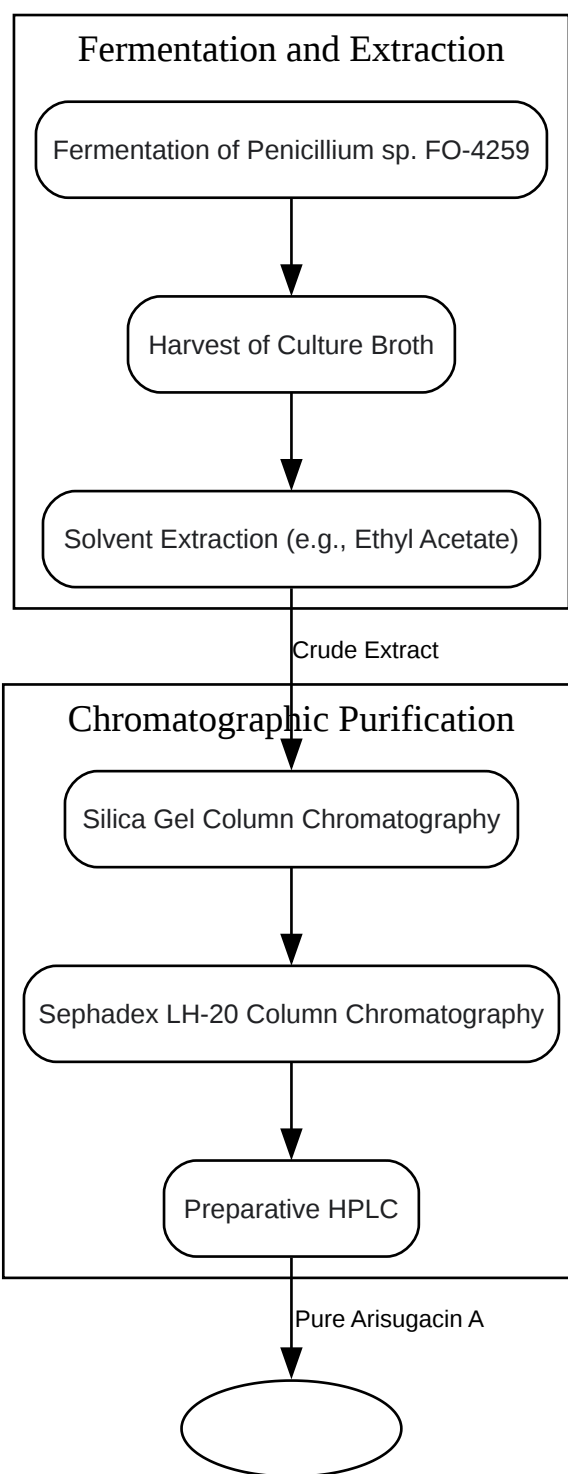 Fermentation and Extraction
Fermentation of Penicillium sp. FO-4259
Harvest of Culture Broth
Solvent Extraction (e.g., Ethyl Acetate)
Crude Extract
Chromatographic Purification
Silica Gel Column Chromatography
Sephadex LH-20 Column Chromatography
Preparative HPLC
Pure Arisugacin A